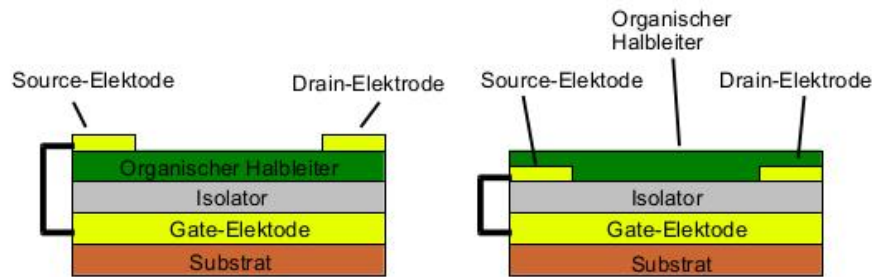 Source-Elektode
Drain-Elektrode
Organischer Halbleiter
Isolator
Gate-Elektode
Substrat
Organischer
Halbleiter
Source-Elektode
Drain-Elektrode
Isolator
Gate-Elektode
Substrat